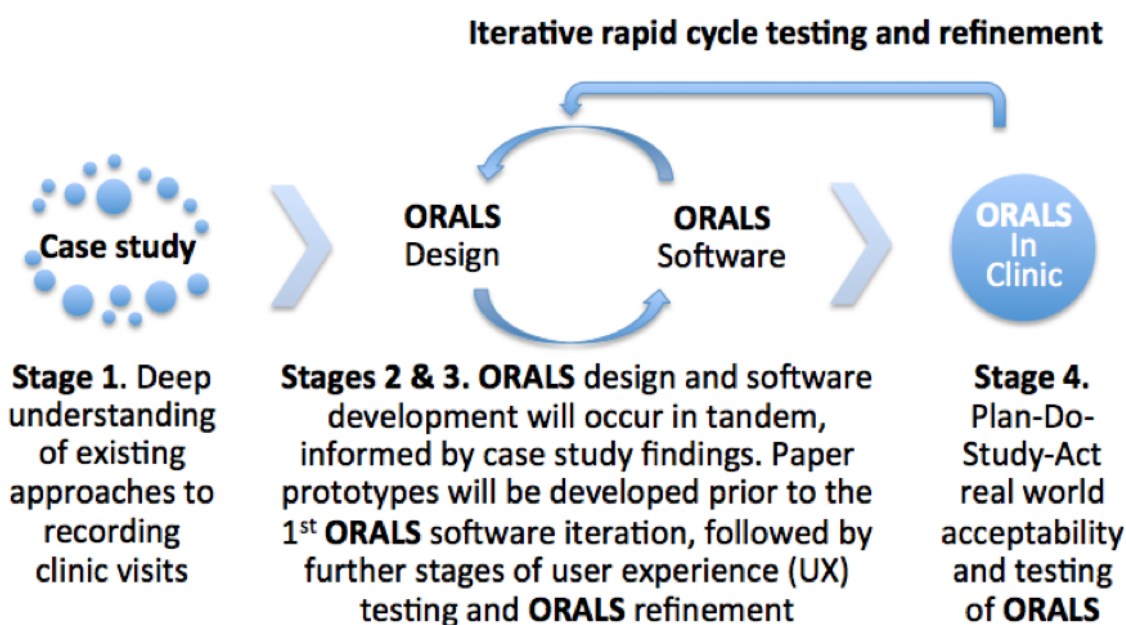 Iterative rapid cycle testing and refinement
Case study
ORALS
Design
ORALS
Software
ORALS
In
Clinic
Stage 1. Deep
understanding
of existing
approaches to
recording
clinic visits
Stages 2 & 3. ORALS design and software
development will occur in tandem,
informed by case study findings. Paper
prototypes will be developed prior to the
1st ORALS software iteration, followed by
further stages of user experience (UX)
testing and ORALS refinement
Stage 4.
Plan-Do-
Study-Act
real world
acceptability
and testing
of ORALS